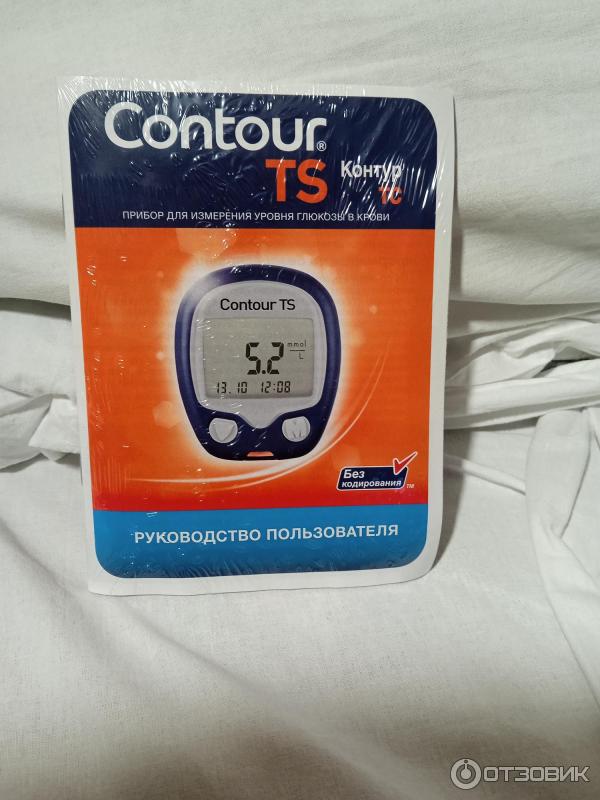 Contour®
TS Контур
ТС
ПРИБОР ДЛЯ ИЗМЕРЕНИЯ УРОВНЯ ГЛЮКОЗЫ В КРОВИ
Contour TS
5.2 mmol
L
13.10 12:08
Без
кодирования™
РУКОВОДСТВО ПОЛЬЗОВАТЕЛЯ
ОТЗОВИК